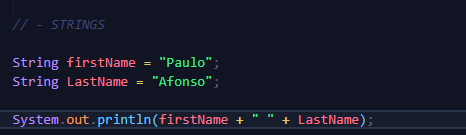 // - STRINGS
String firstName = "Paulo";
String LastName = "Afonso";
System.out.println(firstName + " " + LastName);